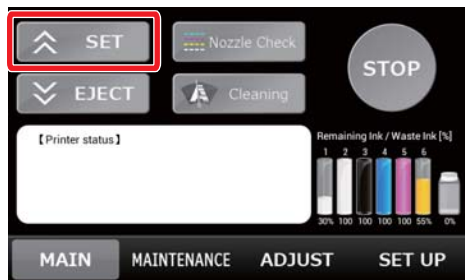 SET
Nozzle Check
STOP
EJECT
Cleaning
【Printer status】
Remaining Ink / Waste Ink [%]
1 2 3 4 5 6
30% 100 100 100 100 55% 0%
MAIN MAINTENANCE ADJUST SET UP